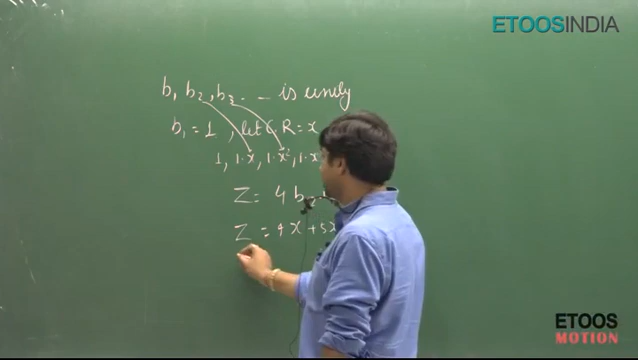 ETOOSINDIA
b₁ b₂, b₃ . . _ is unity
b₁ = 1 , let C R = x
1, 1·x, 1·x², 1·x
Z = 4 b₂
Z = 4x + 5x
ETOOS
MOTION